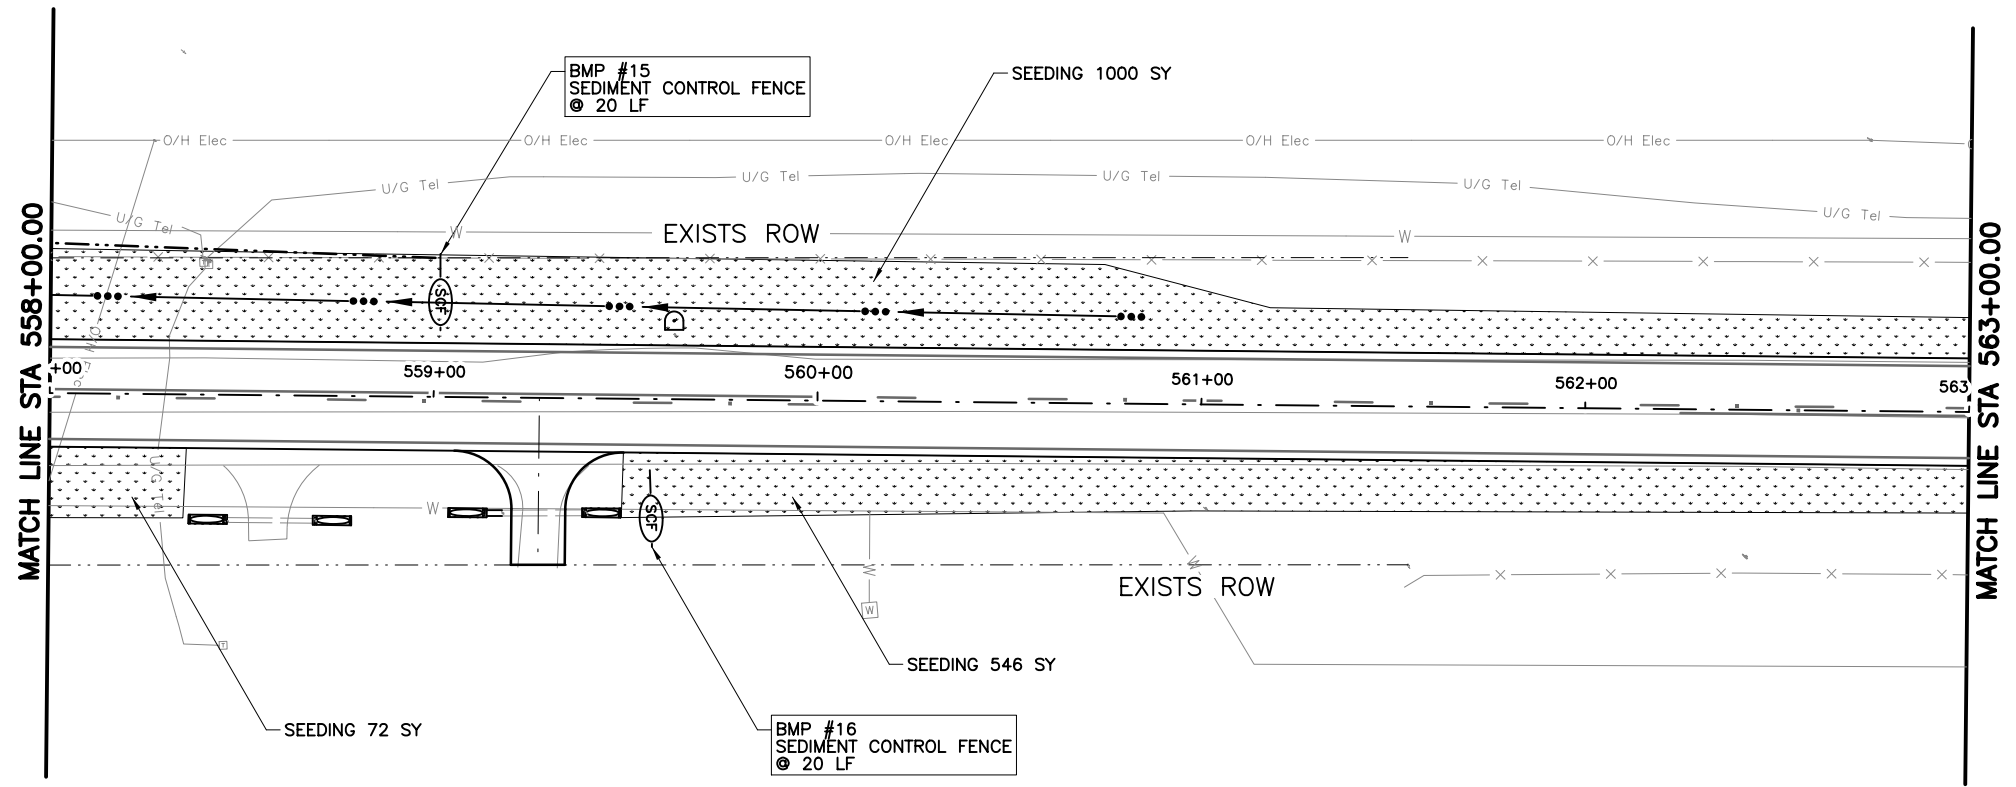 BMP #15
SEDIMENT CONTROL FENCE
@ 20 LF
SEEDING 1000 SY
O/H Elec
O/H Elec
O/H Elec
O/H Elec
O/H Elec
U/G Tel
U/G Tel
U/G Tel
U/G Tel
U/G Tel
U/G Tel
W
EXISTS ROW
W
MATCH LINE STA 558+00.00
MATCH LINE STA 563+00.00
SCF
O/H Elec
+00
559+00
560+00
561+00
562+00
563
U/G Tel
W
SCF
W
W
W
EXISTS ROW
T
T
SEEDING 546 SY
SEEDING 72 SY
BMP #16
SEDIMENT CONTROL FENCE
@ 20 LF